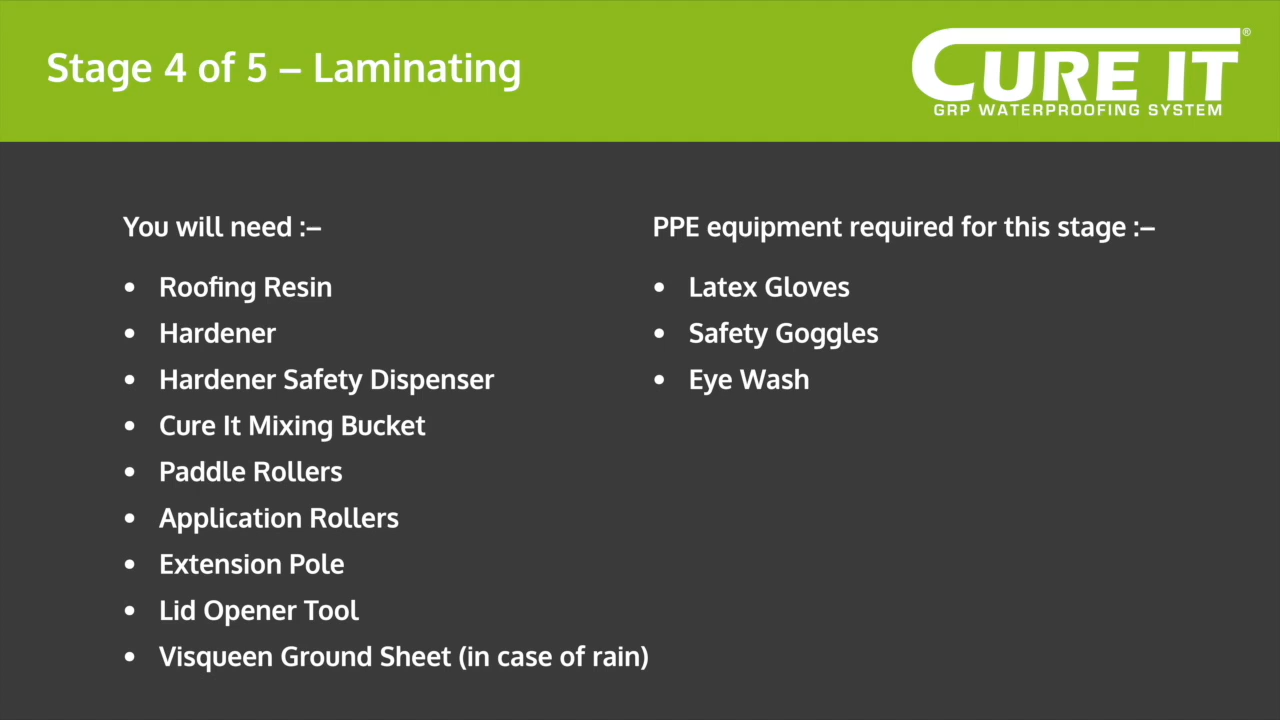 Stage 4 of 5 – Laminating
CURE IT®
GRP WATERPROOFING SYSTEM
You will need :–
• Roofing Resin
• Hardener
• Hardener Safety Dispenser
• Cure It Mixing Bucket
• Paddle Rollers
• Application Rollers
• Extension Pole
• Lid Opener Tool
• Visqueen Ground Sheet (in case of rain)
PPE equipment required for this stage :–
• Latex Gloves
• Safety Goggles
• Eye Wash